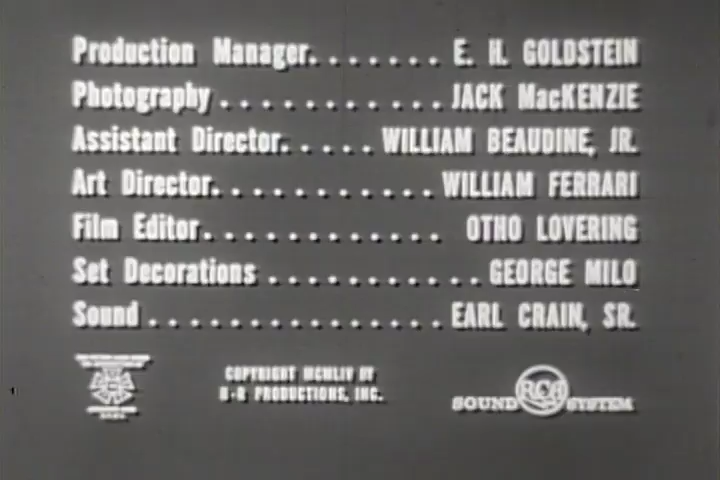 Production Manager. . . . . . . E. H. GOLDSTEIN
Photography . . . . . . . . . . . . JACK MacKENZIE
Assistant Director. . . . . WILLIAM BEAUDINE, JR.
Art Director. . . . . . . . . . . . WILLIAM FERRARI
Film Editor. . . . . . . . . . . . . OTHO LOVERING
Set Decorations . . . . . . . . . . . GEORGE MILO
Sound . . . . . . . . . . . . . . . . EARL CRAIN, SR.
COPYRIGHT MCMLIV BY
PRODUCTIONS, INC.
RCA
SOUND SYSTEM